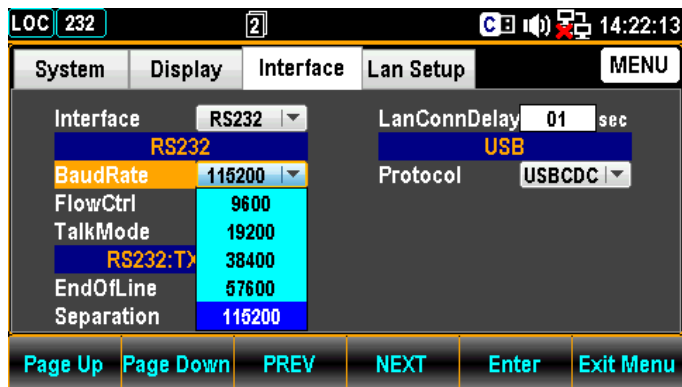 LOC 232 2 C 14:22:13
System Display Interface Lan Setup MENU
Interface RS232 LanConnDelay 01 sec
RS232 USB
BaudRate 115200 Protocol USBCDC
FlowCtrl 9600
TalkMode 19200
RS232:TX 38400
EndOfLine 57600
Separation 115200
Page Up Page Down PREV NEXT Enter Exit Menu